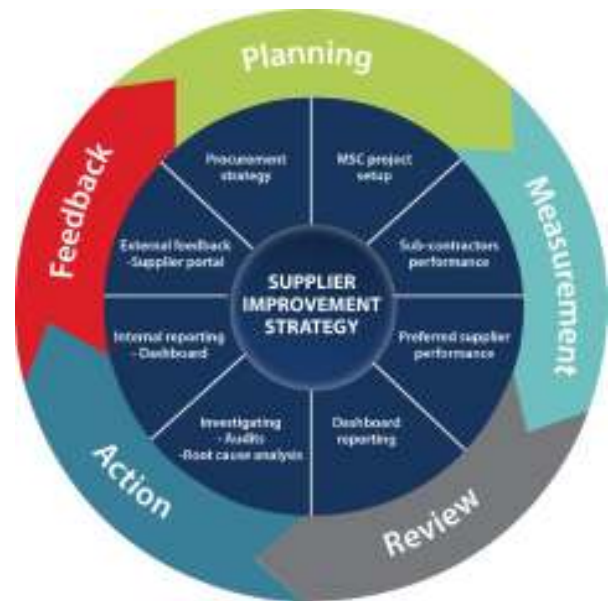 Planning
Measurement
Review
Action
Feedback
Procurement
strategy
MSC project
setup
Sub-contractors
performance
Preferred supplier
performance
Dashboard
reporting
Investigating
- Audits
-Root cause analysis
Internal reporting
- Dashboard
External feedback
-Supplier portal
SUPPLIER
IMPROVEMENT
STRATEGY